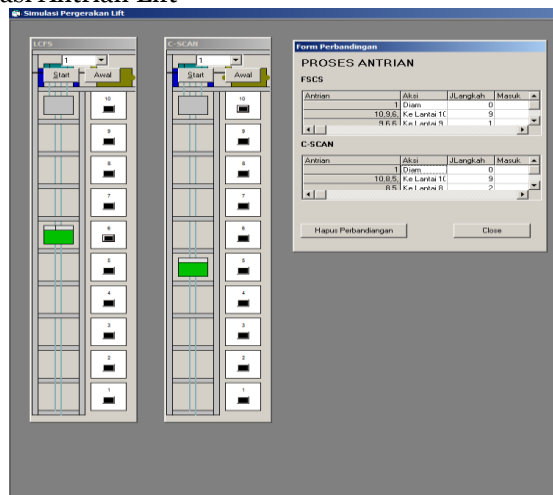 asi Antrian Lift
Simulasi Pergerakan Lift
LCFS
1
Start Awal
10
9
8
7
6
5
4
3
2
1
C-SCAN
1
Start Awal
10
9
8
7
6
5
4
3
2
1
Form Perbandingan
PROSES ANTRIAN
FSCS
Antrian Aksi JLangkah Masuk
1 Diam 0
10,9,6, Ke Lantai 10 9
9,6,6 Ke Lantai 9 1
C-SCAN
Antrian Aksi JLangkah Masuk
1 Diam 0
10,8,5, Ke Lantai 10 9
8,5 Ke Lantai 8 2
Hapus Perbandiangan Close